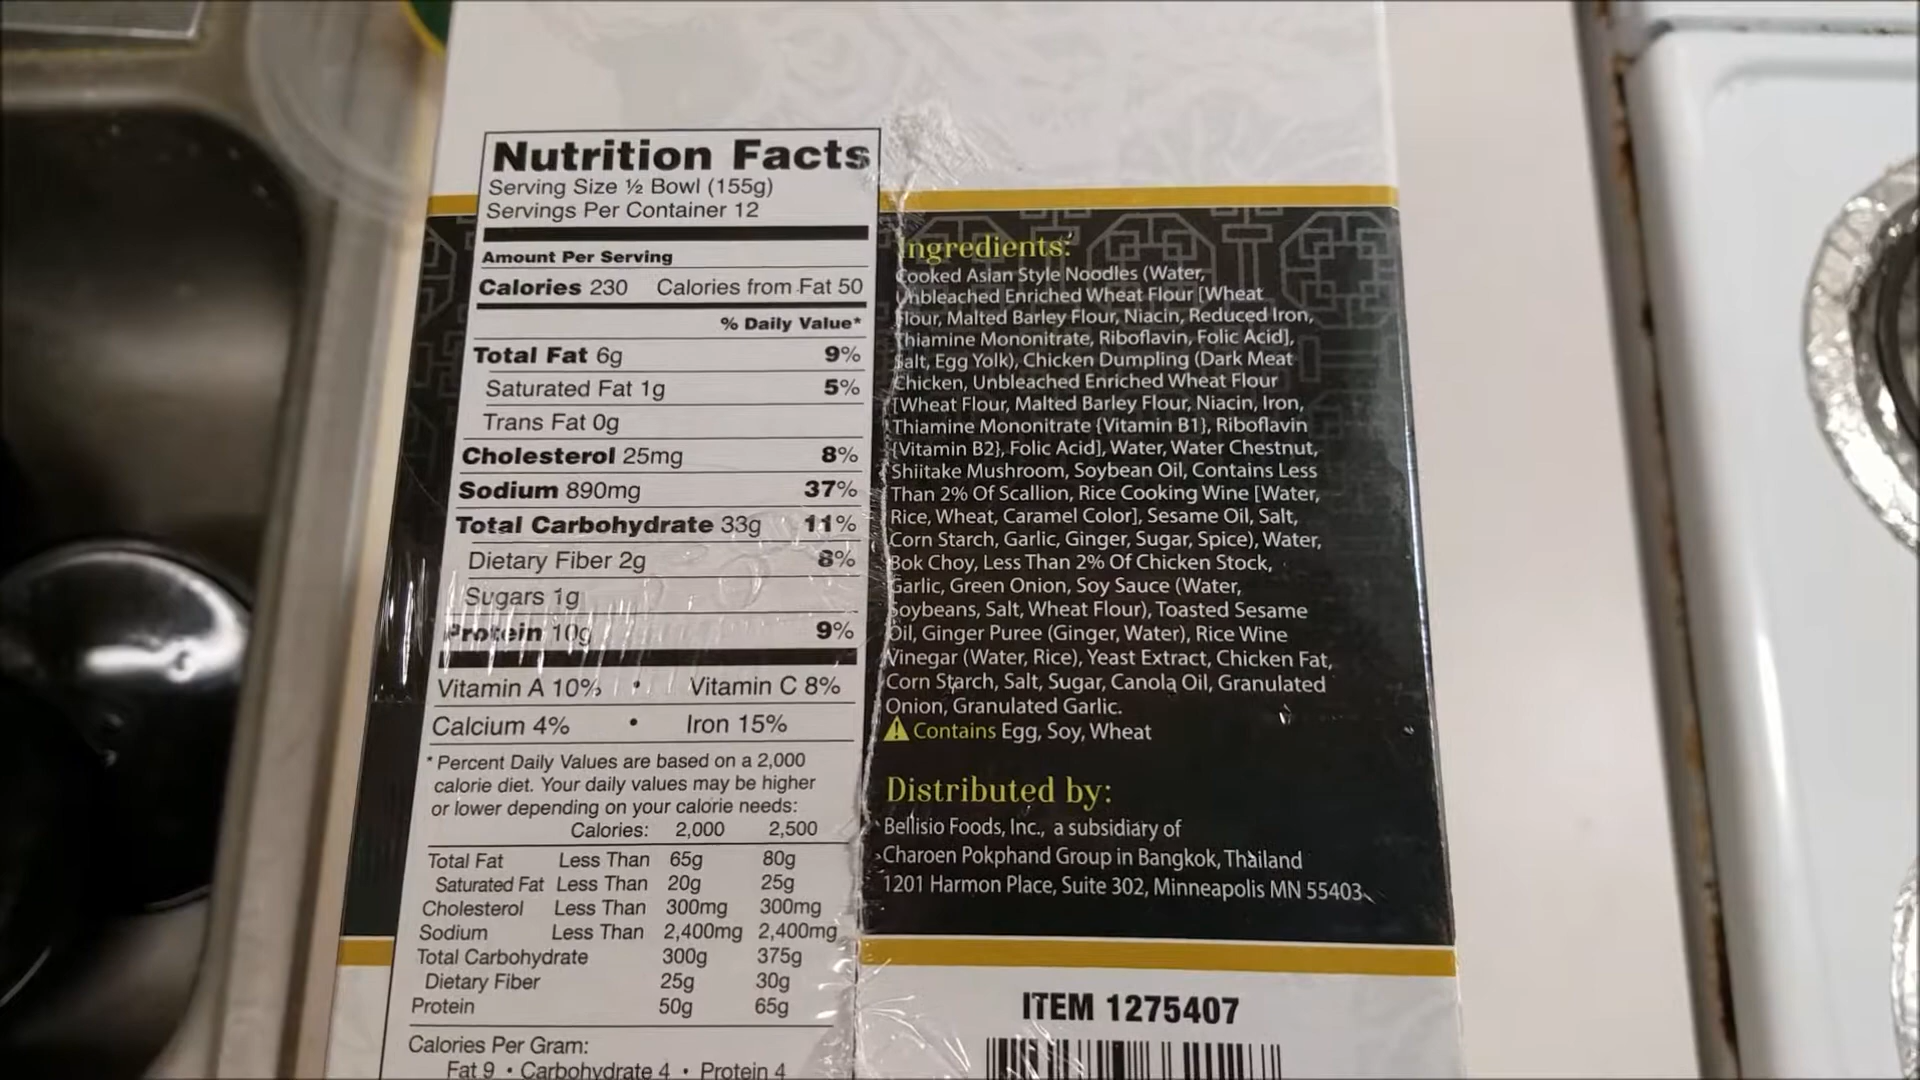 Nutrition Facts
Serving Size ½ Bowl (155g)
Servings Per Container 12
Amount Per Serving
Calories 230 Calories from Fat 50
% Daily Value*
Total Fat 6g 9%
Saturated Fat 1g 5%
Trans Fat 0g
Cholesterol 25mg 8%
Sodium 890mg 37%
Total Carbohydrate 33g 11%
Dietary Fiber 2g 8%
Sugars 1g
Protein 10g 9%
Vitamin A 10% • Vitamin C 8%
Calcium 4% • Iron 15%
* Percent Daily Values are based on a 2,000
calorie diet. Your daily values may be higher
or lower depending on your calorie needs:
Calories: 2,000 2,500
Total Fat Less Than 65g 80g
Saturated Fat Less Than 20g 25g
Cholesterol Less Than 300mg 300mg
Sodium Less Than 2,400mg 2,400mg
Total Carbohydrate 300g 375g
Dietary Fiber 25g 30g
Protein 50g 65g
Calories Per Gram:
Fat 9 • Carbohydrate 4 • Protein 4
Ingredients:
Cooked Asian Style Noodles (Water,
Unbleached Enriched Wheat Flour [Wheat
Flour, Malted Barley Flour, Niacin, Reduced Iron,
Thiamine Mononitrate, Riboflavin, Folic Acid],
Salt, Egg Yolk), Chicken Dumpling (Dark Meat
Chicken, Unbleached Enriched Wheat Flour
[Wheat Flour, Malted Barley Flour, Niacin, Iron,
Thiamine Mononitrate {Vitamin B1}, Riboflavin
{Vitamin B2}, Folic Acid], Water, Water Chestnut,
Shiitake Mushroom, Soybean Oil, Contains Less
Than 2% Of Scallion, Rice Cooking Wine [Water,
Rice, Wheat, Caramel Color], Sesame Oil, Salt,
Corn Starch, Garlic, Ginger, Sugar, Spice), Water,
Bok Choy, Less Than 2% Of Chicken Stock,
Garlic, Green Onion, Soy Sauce (Water,
Soybeans, Salt, Wheat Flour), Toasted Sesame
Oil, Ginger Puree (Ginger, Water), Rice Wine
Vinegar (Water, Rice), Yeast Extract, Chicken Fat,
Corn Starch, Salt, Sugar, Canola Oil, Granulated
Onion, Granulated Garlic.
Contains Egg, Soy, Wheat
Distributed by:
Bellisio Foods, Inc., a subsidiary of
Charoen Pokphand Group in Bangkok, Thailand
1201 Harmon Place, Suite 302, Minneapolis MN 55403
ITEM 1275407